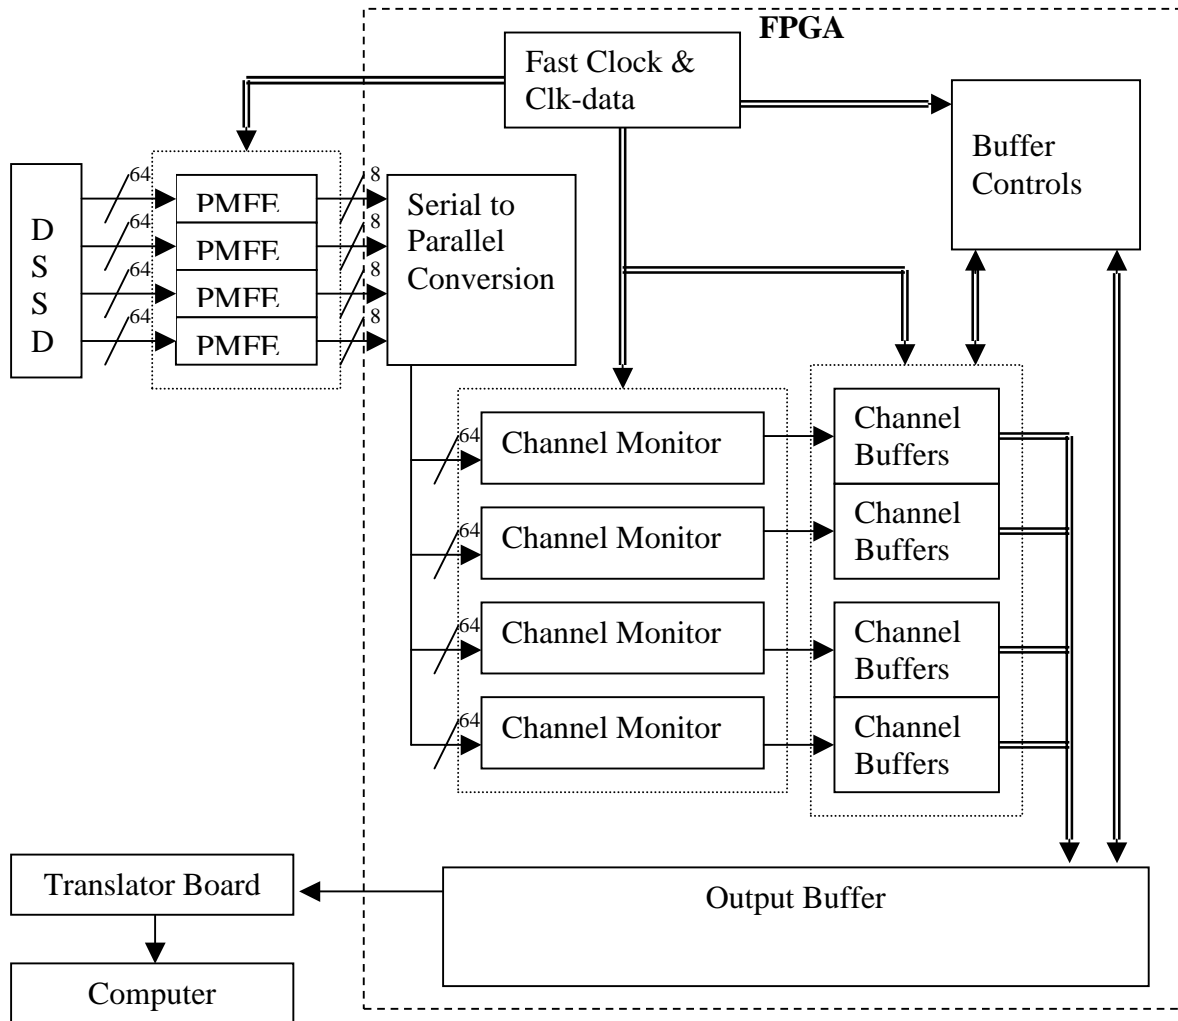 FPGA
Fast Clock &
Clk-data
Buffer
Controls
64
64
64
64
D
S
S
D
PMFE
PMFE
PMFE
PMFE
8
8
8
8
Serial to
Parallel
Conversion
64
Channel Monitor
64
Channel Monitor
64
Channel Monitor
64
Channel Monitor
Channel
Buffers
Channel
Buffers
Channel
Buffers
Channel
Buffers
Translator Board
Output Buffer
Computer